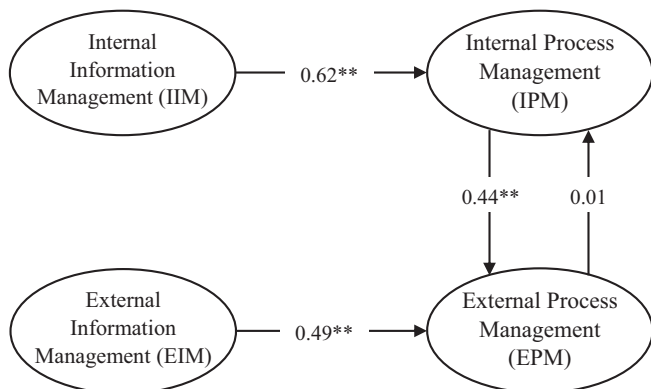 Internal
Information
Management (IIM)
0.62**
Internal Process
Management
(IPM)
0.44**
0.01
External
Information
Management (EIM)
0.49**
External Process
Management
(EPM)